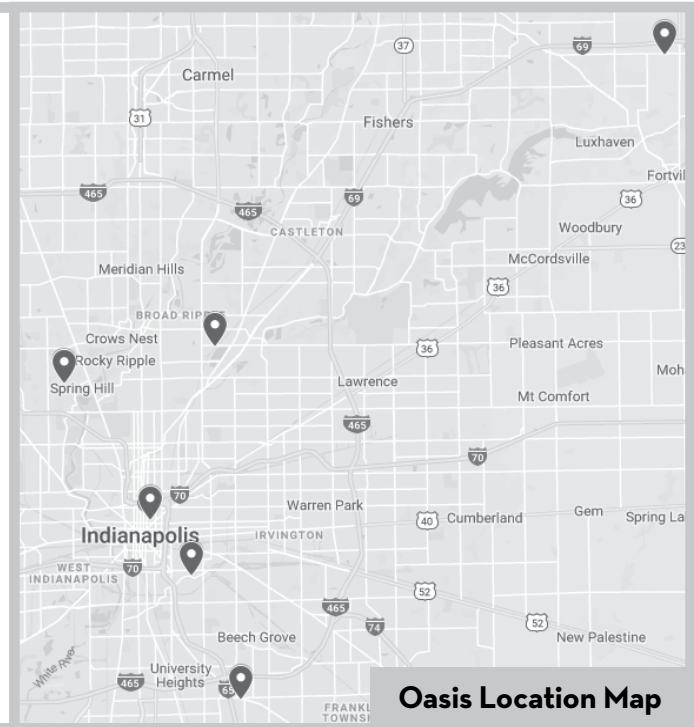 37
69
Carmel
31
Fishers
Luxhaven
Fortvil
465
69
36
465
Woodbury
CASTLETON
23
McCordsville
Meridian Hills
36
BROAD RIPPLE
Crows Nest
Pleasant Acres
36
Rocky Ripple
Moh
Lawrence
Spring Hill
Mt Comfort
465
70
70
Warren Park
Gem
Spring La
40
Cumberland
Indianapolis
IRVINGTON
WEST
INDIANAPOLIS
70
52
465
74
52
Beech Grove
New Palestine
White Ave
University
Heights
465
65
Oasis Location Map
FRANKL
TOWNSH